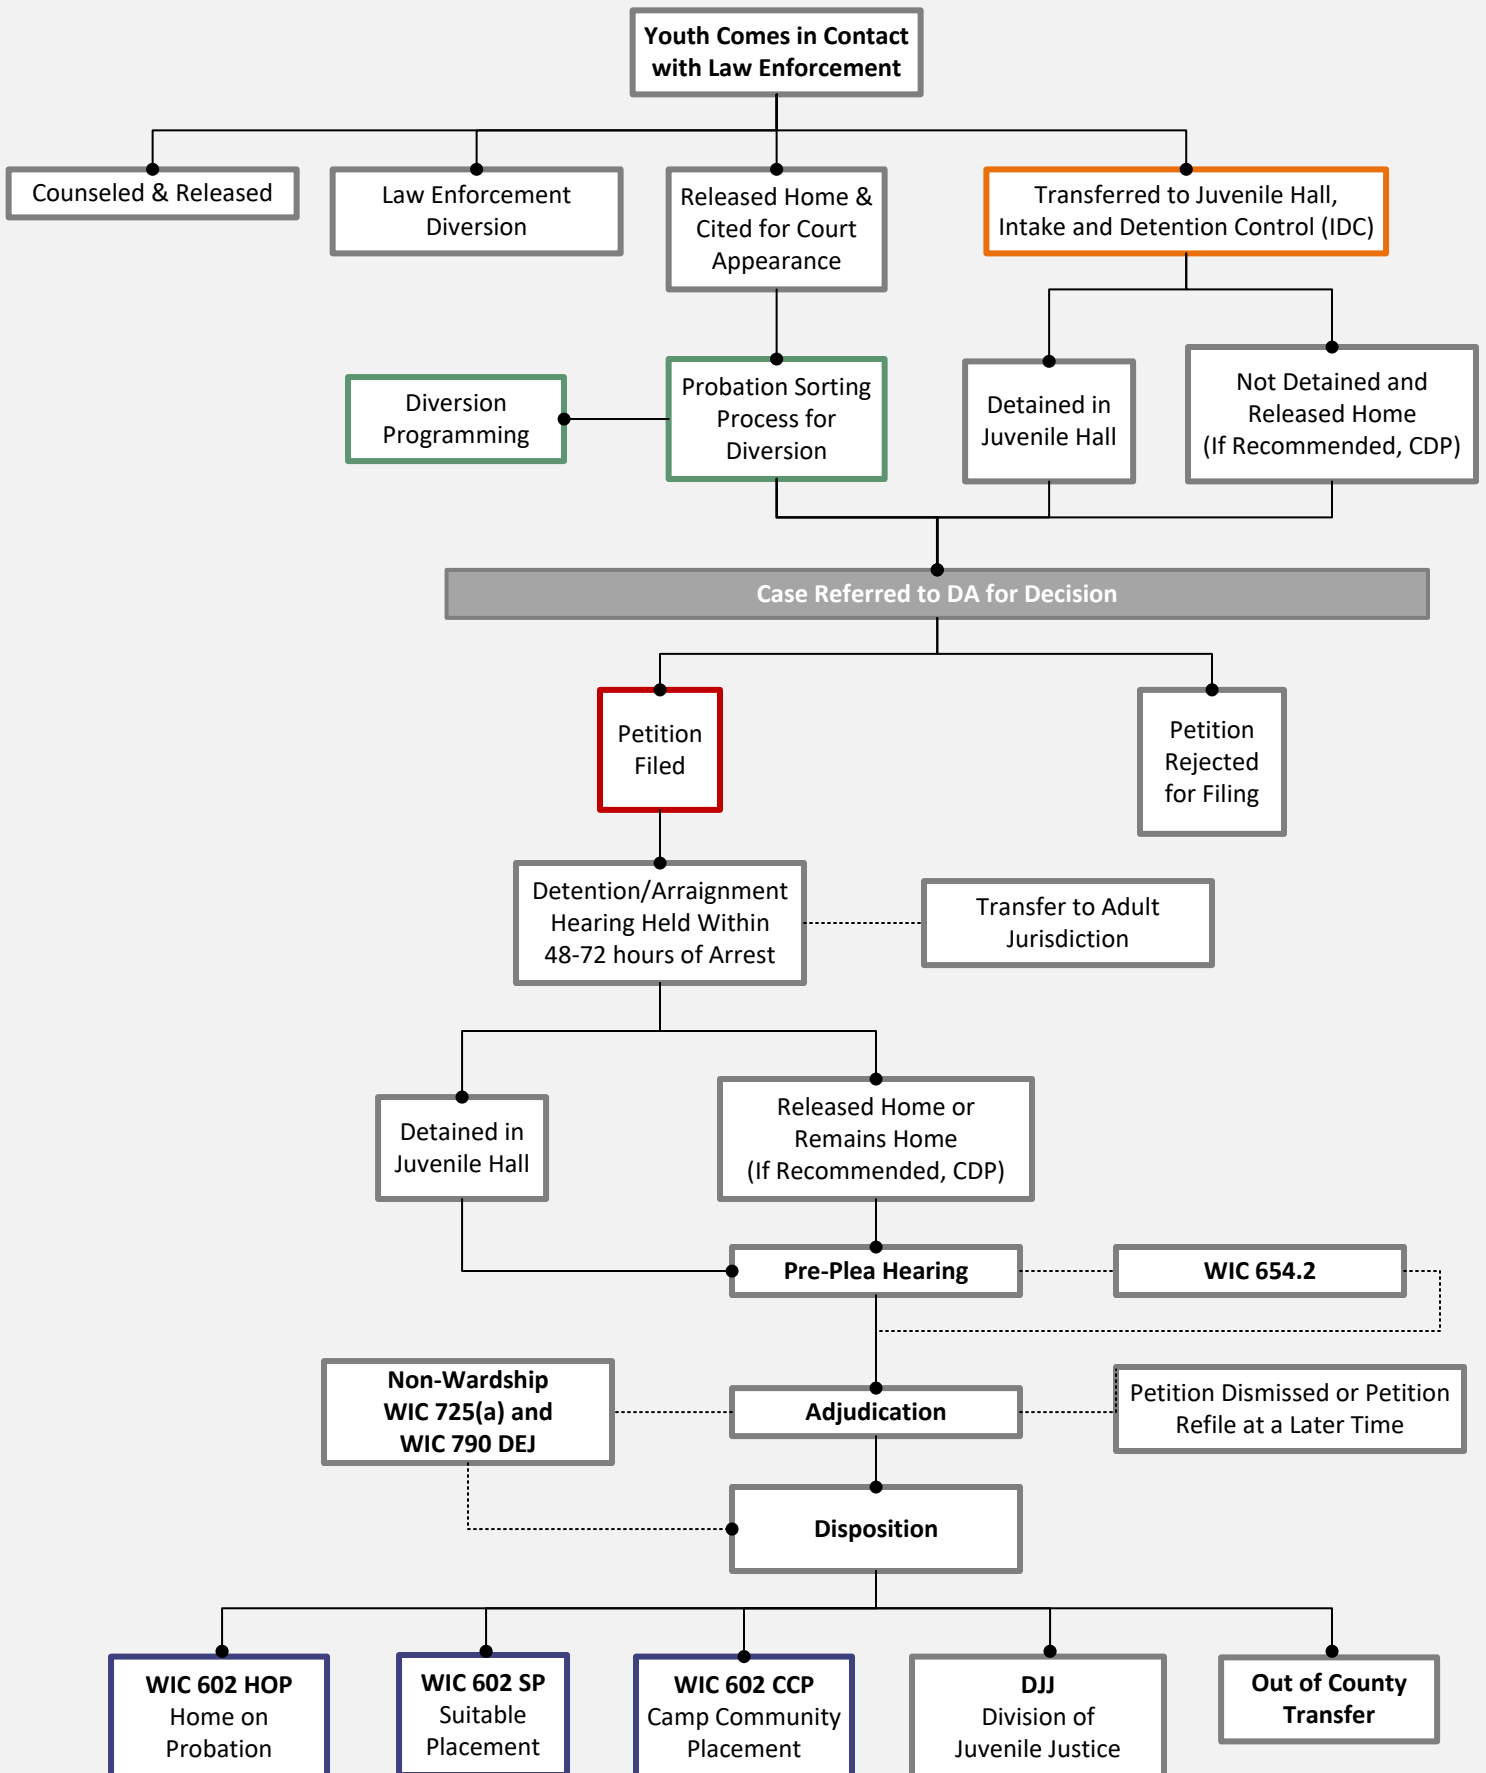 Youth Comes in Contact
with Law Enforcement
Counseled & Released
Law Enforcement
Diversion
Released Home &
Cited for Court
Appearance
Transferred to Juvenile Hall,
Intake and Detention Control (IDC)
Diversion
Programming
Probation Sorting
Process for
Diversion
Detained in
Juvenile Hall
Not Detained and
Released Home
(If Recommended, CDP)
Case Referred to DA for Decision
Petition
Filed
Petition
Rejected
for Filing
Detention/Arraignment
Hearing Held Within
48-72 hours of Arrest
Transfer to Adult
Jurisdiction
Detained in
Juvenile Hall
Released Home or
Remains Home
(If Recommended, CDP)
Pre-Plea Hearing
WIC 654.2
Non-Wardship
WIC 725(a) and
WIC 790 DEJ
Adjudication
Petition Dismissed or Petition
Refile at a Later Time
Disposition
WIC 602 HOP
Home on
Probation
WIC 602 SP
Suitable
Placement
WIC 602 CCP
Camp Community
Placement
DJJ
Division of
Juvenile Justice
Out of County
Transfer